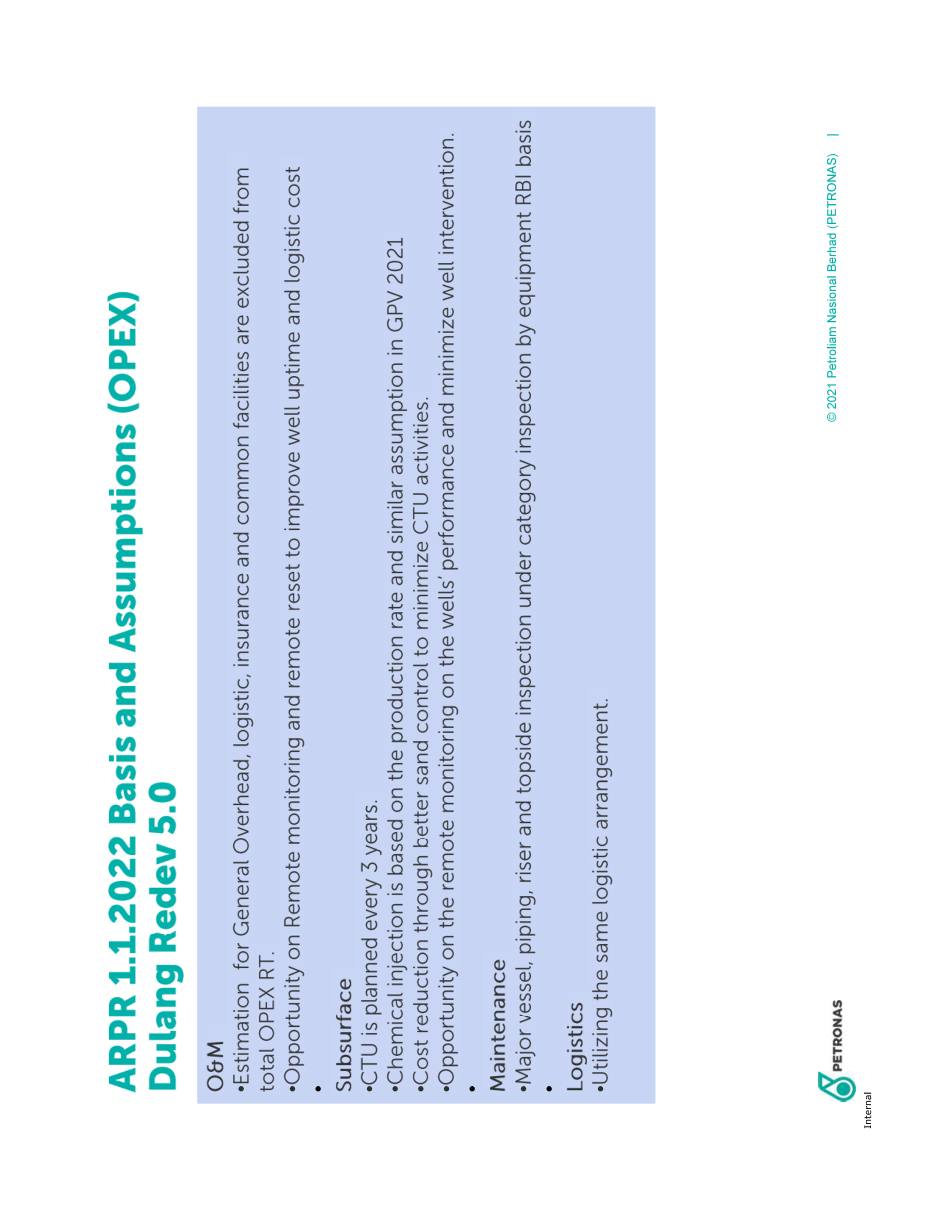 ARPR 1.1.2022 Basis and Assumptions (OPEX)
Dulang Redev 5.0
O&M
•Estimation  for General Overhead, logistic, insurance and common facilities are excluded from
total OPEX RT.
•Opportunity on Remote monitoring and remote reset to improve well uptime and logistic cost
•
Subsurface
•CTU is planned every 3 years.
•Chemical injection is based on the production rate and similar assumption in GPV 2021
•Cost reduction through better sand control to minimize CTU activities.
•Opportunity on the remote monitoring on the wells’ performance and minimize well intervention.
•
Maintenance
•Major vessel, piping, riser and topside inspection under category inspection by equipment RBI basis
•
Logistics
•Utilizing the same logistic arrangement.
PETRONAS
© 2021 Petroliam Nasional Berhad (PETRONAS)    |
Internal